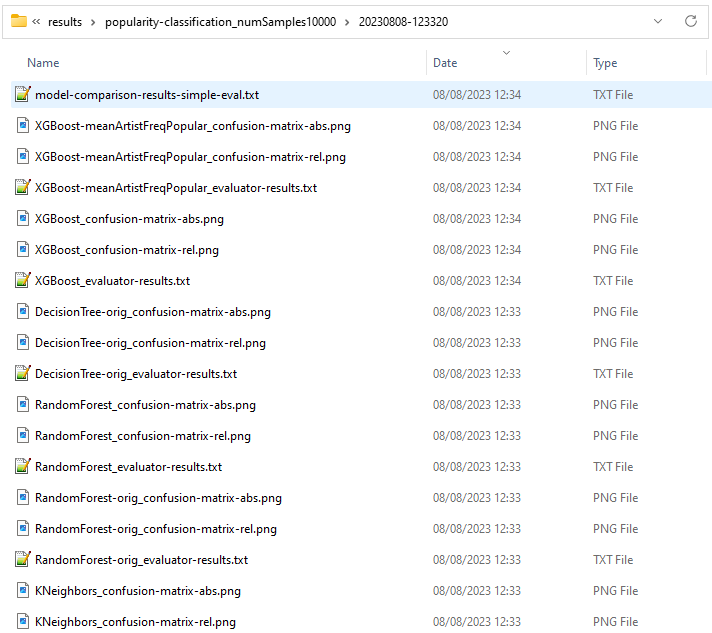 « results > popularity-classification_numSamples10000 > 20230808-123320
Name Date Type
model-comparison-results-simple-eval.txt 08/08/2023 12:34 TXT File
XGBoost-meanArtistFreqPopular_confusion-matrix-abs.png 08/08/2023 12:34 PNG File
XGBoost-meanArtistFreqPopular_confusion-matrix-rel.png 08/08/2023 12:34 PNG File
XGBoost-meanArtistFreqPopular_evaluator-results.txt 08/08/2023 12:34 TXT File
XGBoost_confusion-matrix-abs.png 08/08/2023 12:34 PNG File
XGBoost_confusion-matrix-rel.png 08/08/2023 12:34 PNG File
XGBoost_evaluator-results.txt 08/08/2023 12:34 TXT File
DecisionTree-orig_confusion-matrix-abs.png 08/08/2023 12:33 PNG File
DecisionTree-orig_confusion-matrix-rel.png 08/08/2023 12:33 PNG File
DecisionTree-orig_evaluator-results.txt 08/08/2023 12:33 TXT File
RandomForest_confusion-matrix-abs.png 08/08/2023 12:33 PNG File
RandomForest_confusion-matrix-rel.png 08/08/2023 12:33 PNG File
RandomForest_evaluator-results.txt 08/08/2023 12:33 TXT File
RandomForest-orig_confusion-matrix-abs.png 08/08/2023 12:33 PNG File
RandomForest-orig_confusion-matrix-rel.png 08/08/2023 12:33 PNG File
RandomForest-orig_evaluator-results.txt 08/08/2023 12:33 TXT File
KNeighbors_confusion-matrix-abs.png 08/08/2023 12:33 PNG File
KNeighbors_confusion-matrix-rel.png 08/08/2023 12:33 PNG File